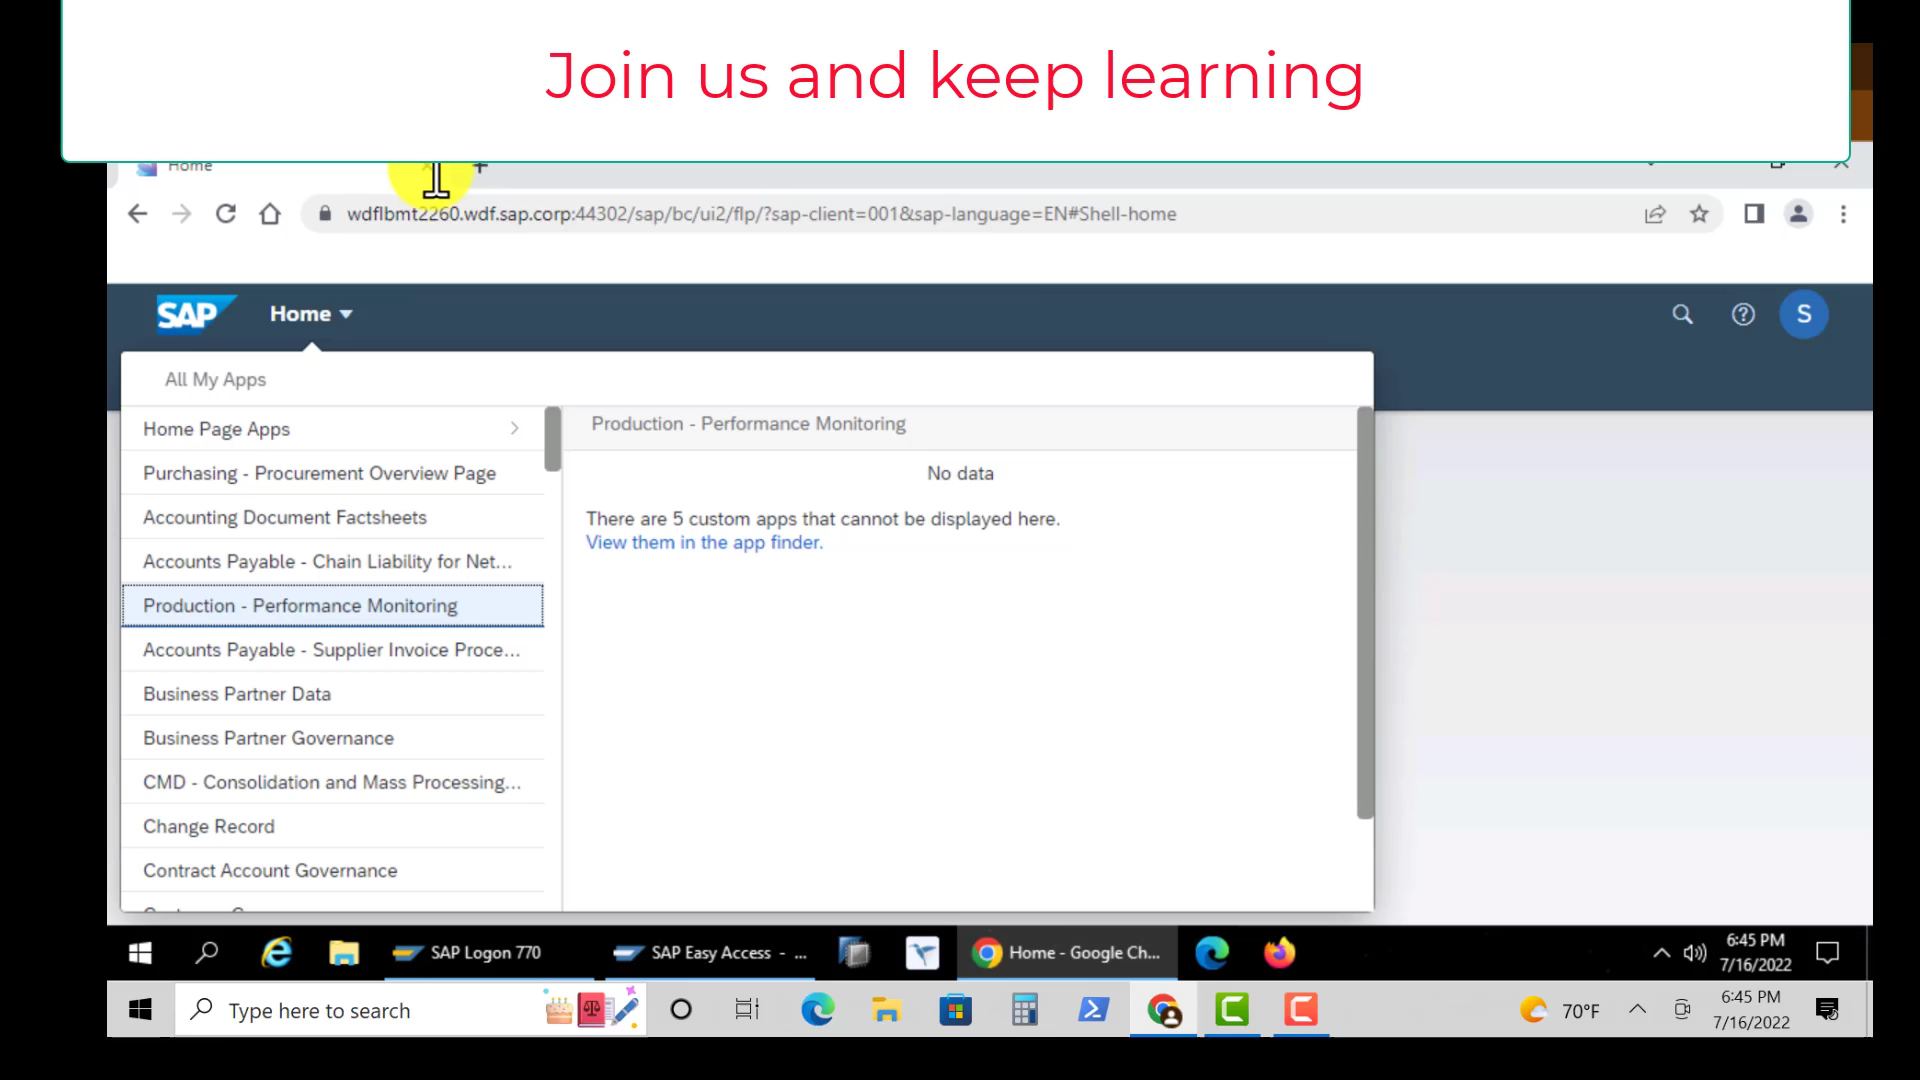 Join us and keep learning
Home
wdflbmt2260.wdf.sap.corp:44302/sap/bc/ui2/flp/?sap-client=001&sap-language=EN#Shell-home
SAP Home S
All My Apps
Home Page Apps
Purchasing - Procurement Overview Page
Accounting Document Factsheets
Accounts Payable - Chain Liability for Net...
Production - Performance Monitoring
Accounts Payable - Supplier Invoice Proce...
Business Partner Data
Business Partner Governance
CMD - Consolidation and Mass Processing...
Change Record
Contract Account Governance
Production - Performance Monitoring
No data
There are 5 custom apps that cannot be displayed here.
View them in the app finder.
SAP Logon 770
SAP Easy Access - ...
Home - Google Ch...
6:45 PM
7/16/2022
Type here to search
70°F
6:45 PM
7/16/2022